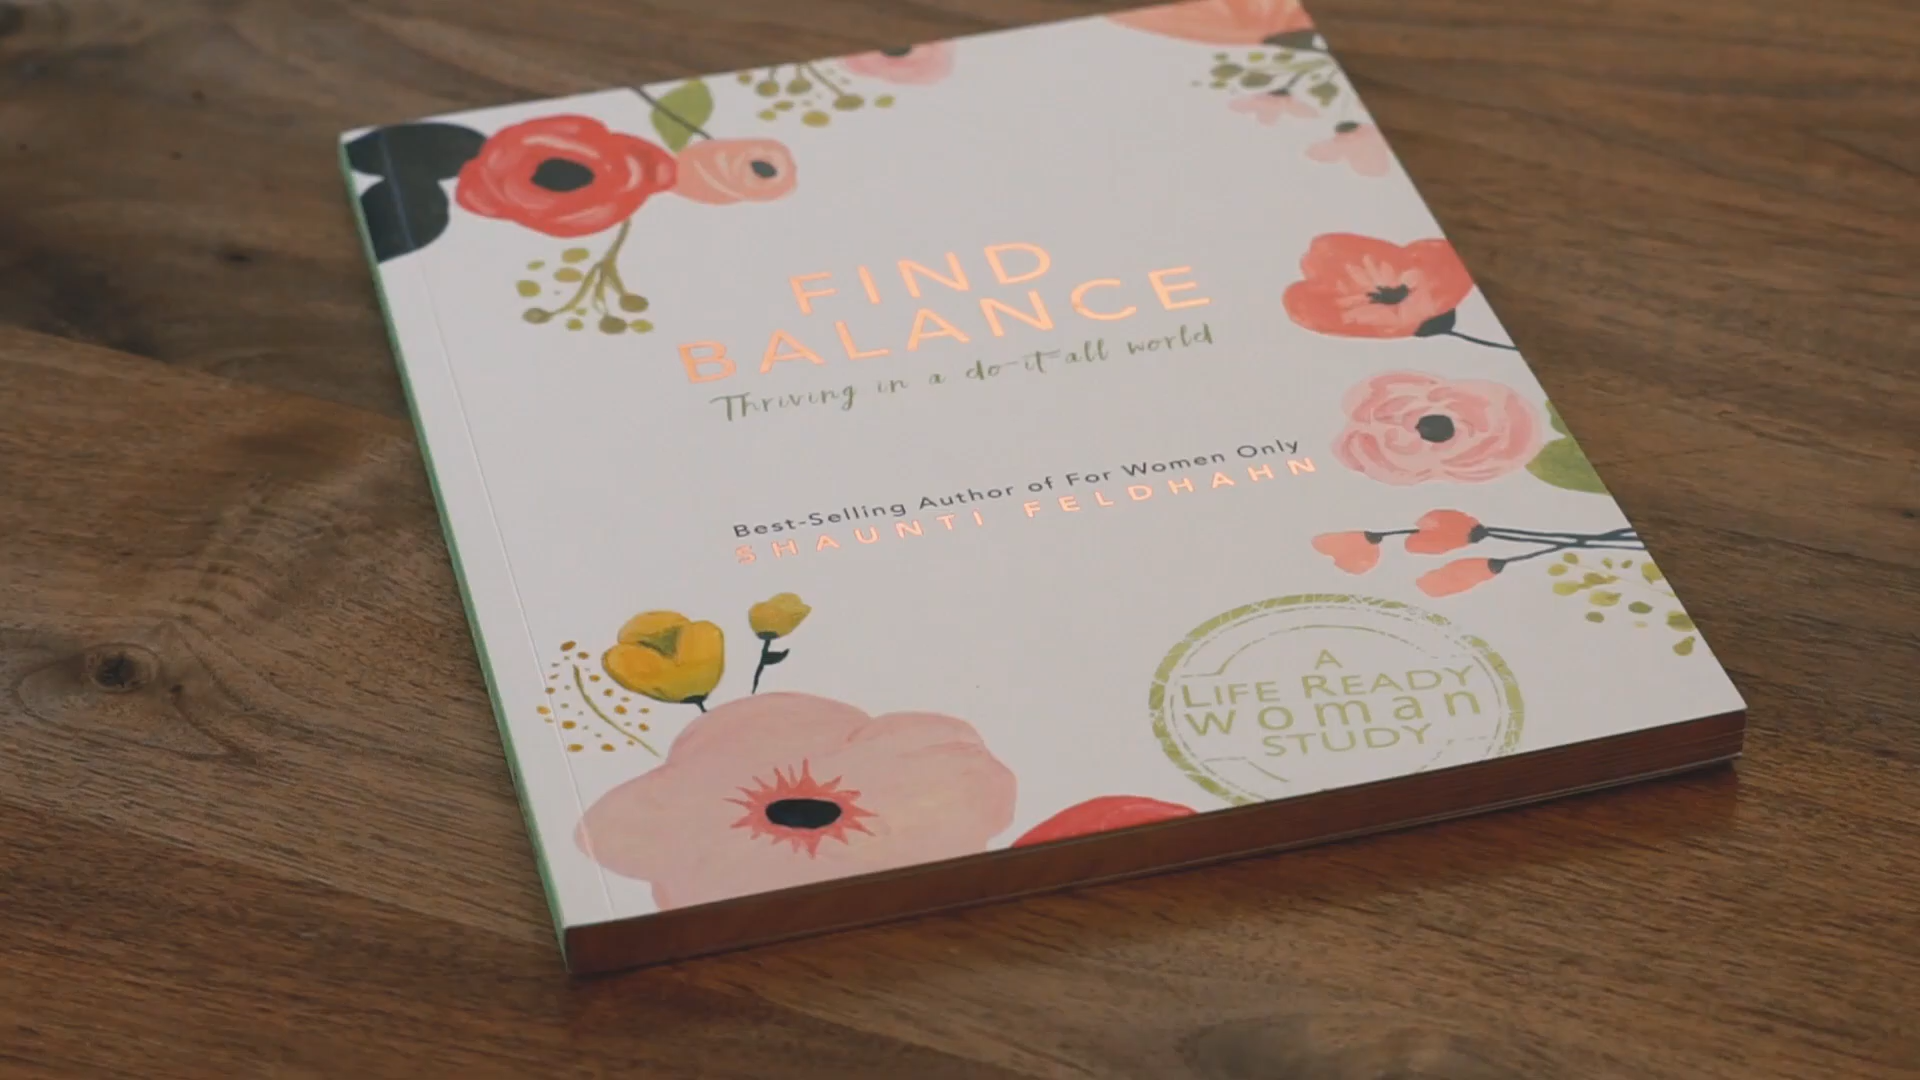 FIND
BALANCE
Thriving in a do-it-all world
Best-Selling Author of For Women Only
SHAUNTI FELDHAHN
A
LIFE READY
woman
STUDY